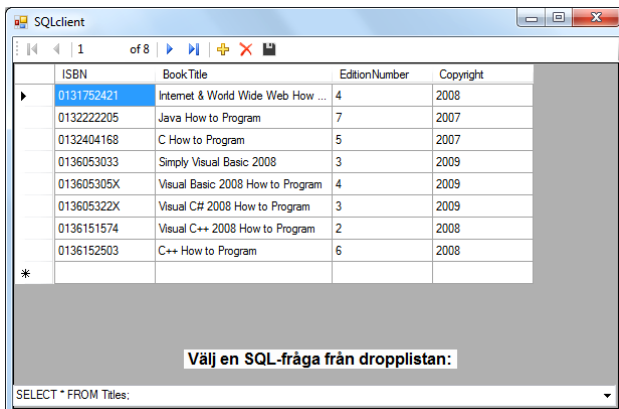 SQLclient
1 of 8
ISBN BookTitle EditionNumber Copyright
0131752421 Internet & World Wide Web How ... 4 2008
0132222205 Java How to Program 7 2007
0132404168 C How to Program 5 2007
0136053033 Simply Visual Basic 2008 3 2009
013605305X Visual Basic 2008 How to Program 4 2009
013605322X Visual C# 2008 How to Program 3 2009
0136151574 Visual C++ 2008 How to Program 2 2008
0136152503 C++ How to Program 6 2008
Välj en SQL-fråga från dropplistan:
SELECT * FROM Titles;